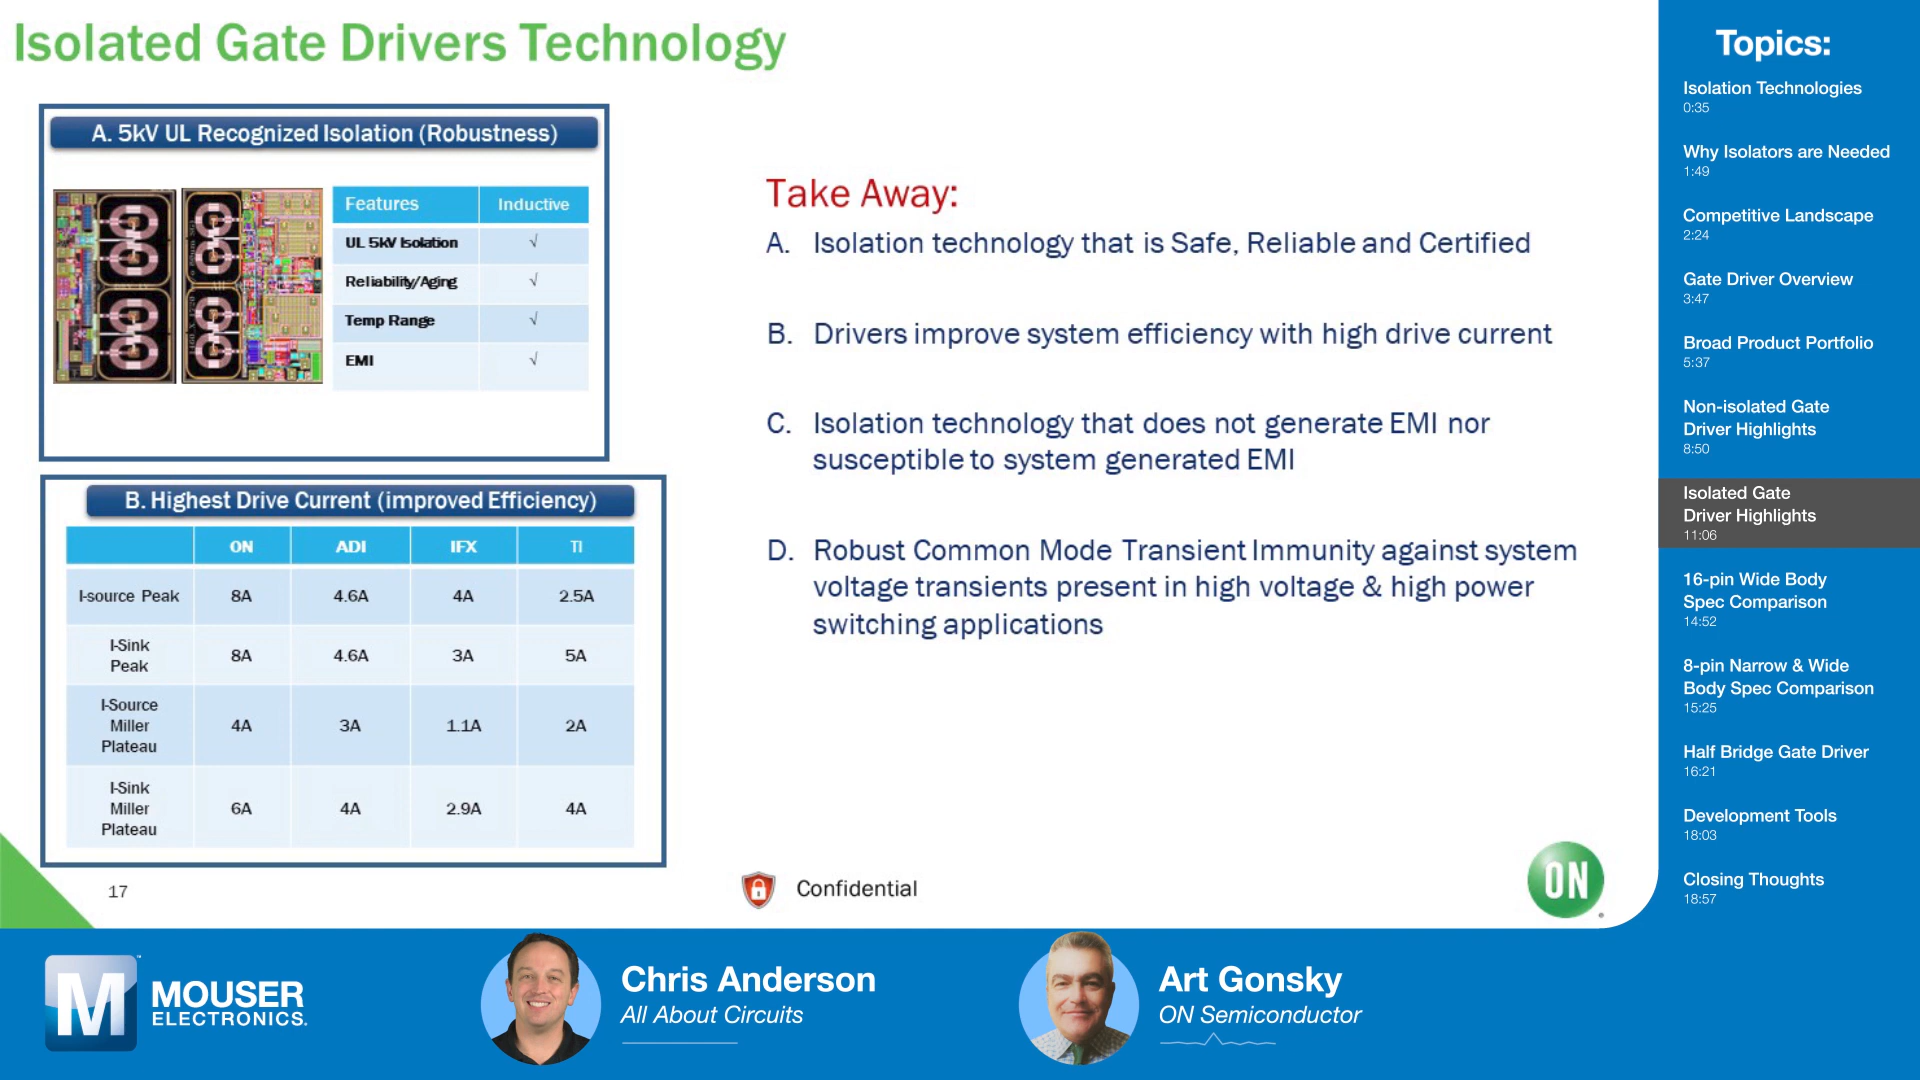 Isolated Gate Drivers Technology
A. 5kV UL Recognized Isolation (Robustness)
Features Inductive
UL 5kV Isolation √
Reliability/Aging √
Temp Range √
EMI √
B. Highest Drive Current (improved Efficiency)
ON ADI IFX TI
I-source Peak 8A 4.6A 4A 2.5A
I-Sink
Peak 8A 4.6A 3A 5A
I-Source
Miller
Plateau 4A 3A 1.1A 2A
I-Sink
Miller
Plateau 6A 4A 2.9A 4A
Take Away:
A. Isolation technology that is Safe, Reliable and Certified
B. Drivers improve system efficiency with high drive current
C. Isolation technology that does not generate EMI nor
susceptible to system generated EMI
D. Robust Common Mode Transient Immunity against system
voltage transients present in high voltage & high power
switching applications
17
Confidential
ON
Topics:
Isolation Technologies
0:35
Why Isolators are Needed
1:49
Competitive Landscape
2:24
Gate Driver Overview
3:47
Broad Product Portfolio
5:37
Non-isolated Gate
Driver Highlights
8:50
Isolated Gate
Driver Highlights
11:06
16-pin Wide Body
Spec Comparison
14:52
8-pin Narrow & Wide
Body Spec Comparison
15:25
Half Bridge Gate Driver
16:21
Development Tools
18:03
Closing Thoughts
18:57
M
MOUSER
ELECTRONICS.
Chris Anderson
All About Circuits
Art Gonsky
ON Semiconductor